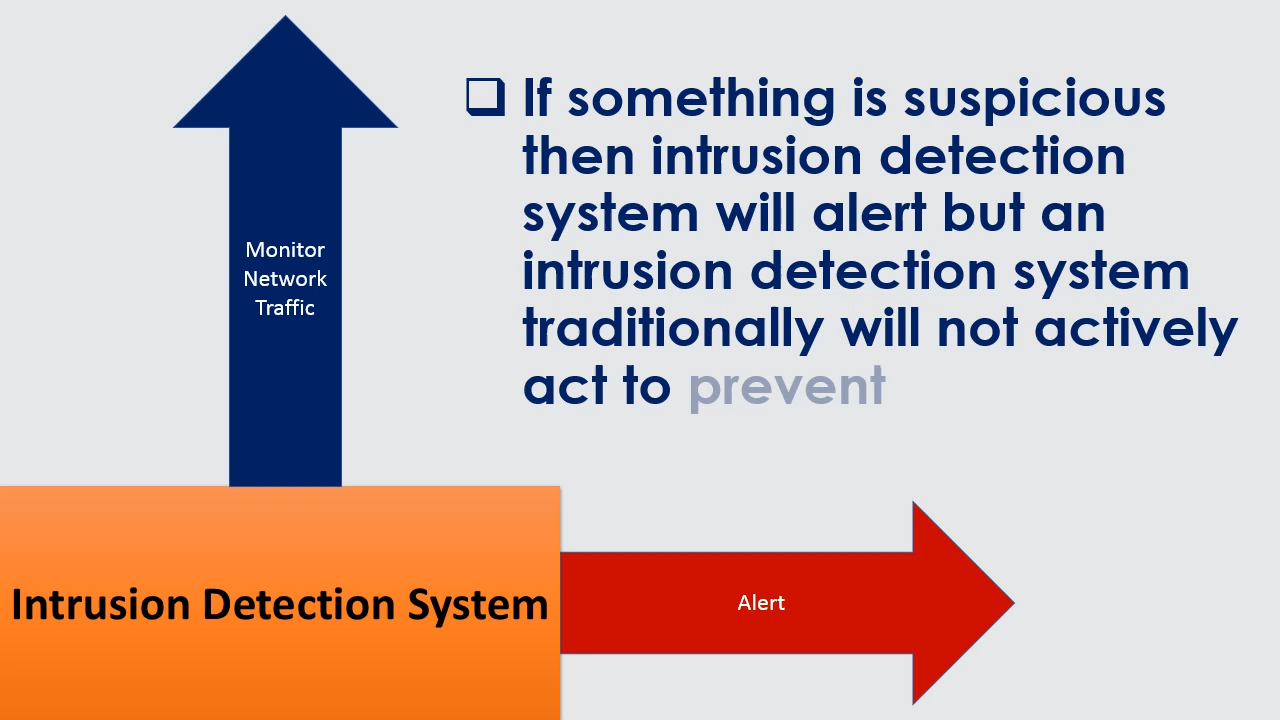 If something is suspicious
then intrusion detection
system will alert but an
intrusion detection system
traditionally will not actively
act to prevent
Monitor
Network
Traffic
Intrusion Detection System
Alert